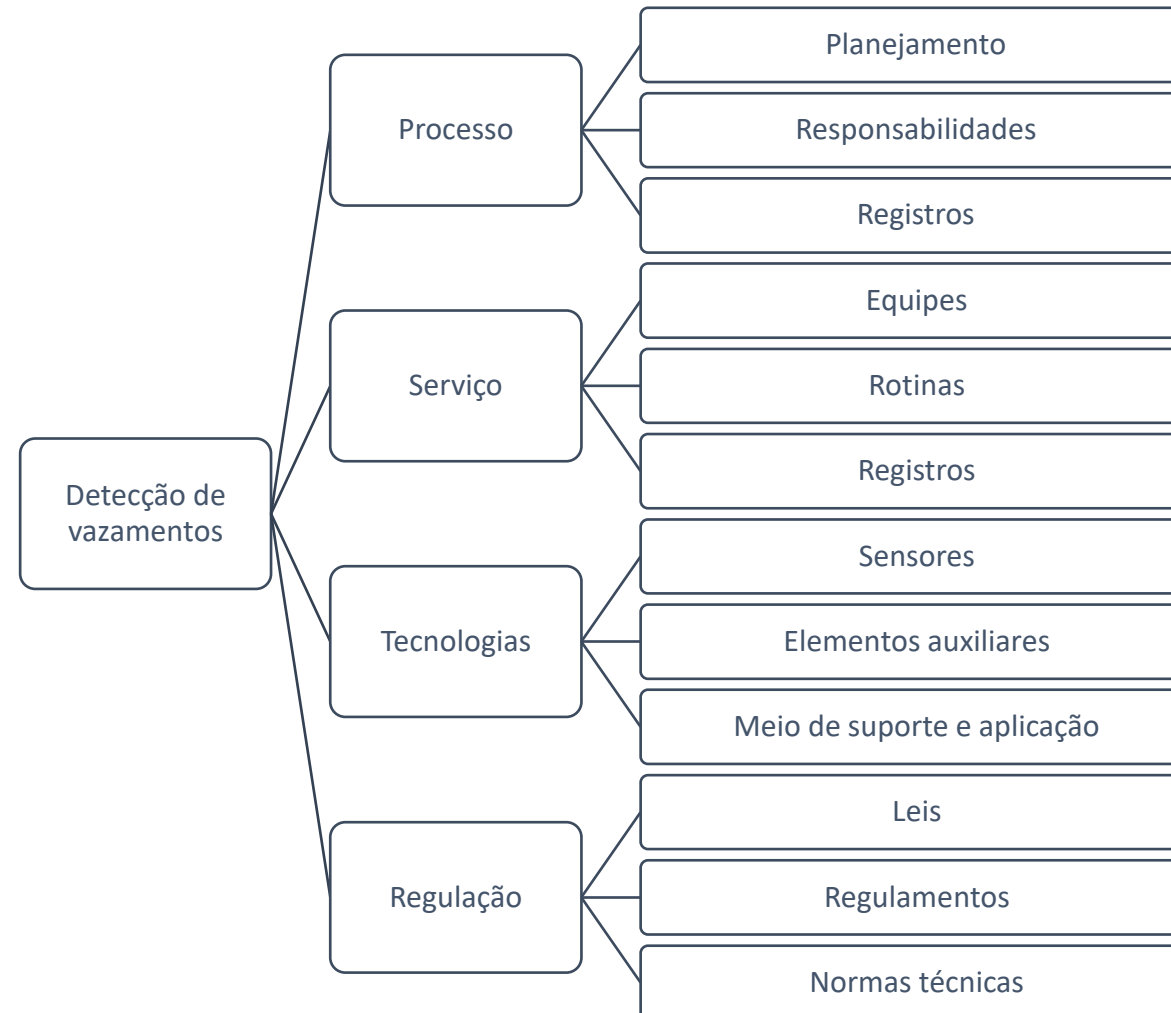 Detecção de
vazamentos
Processo
Planejamento
Responsabilidades
Registros
Serviço
Equipes
Rotinas
Registros
Tecnologias
Sensores
Elementos auxiliares
Meio de suporte e aplicação
Regulação
Leis
Regulamentos
Normas técnicas